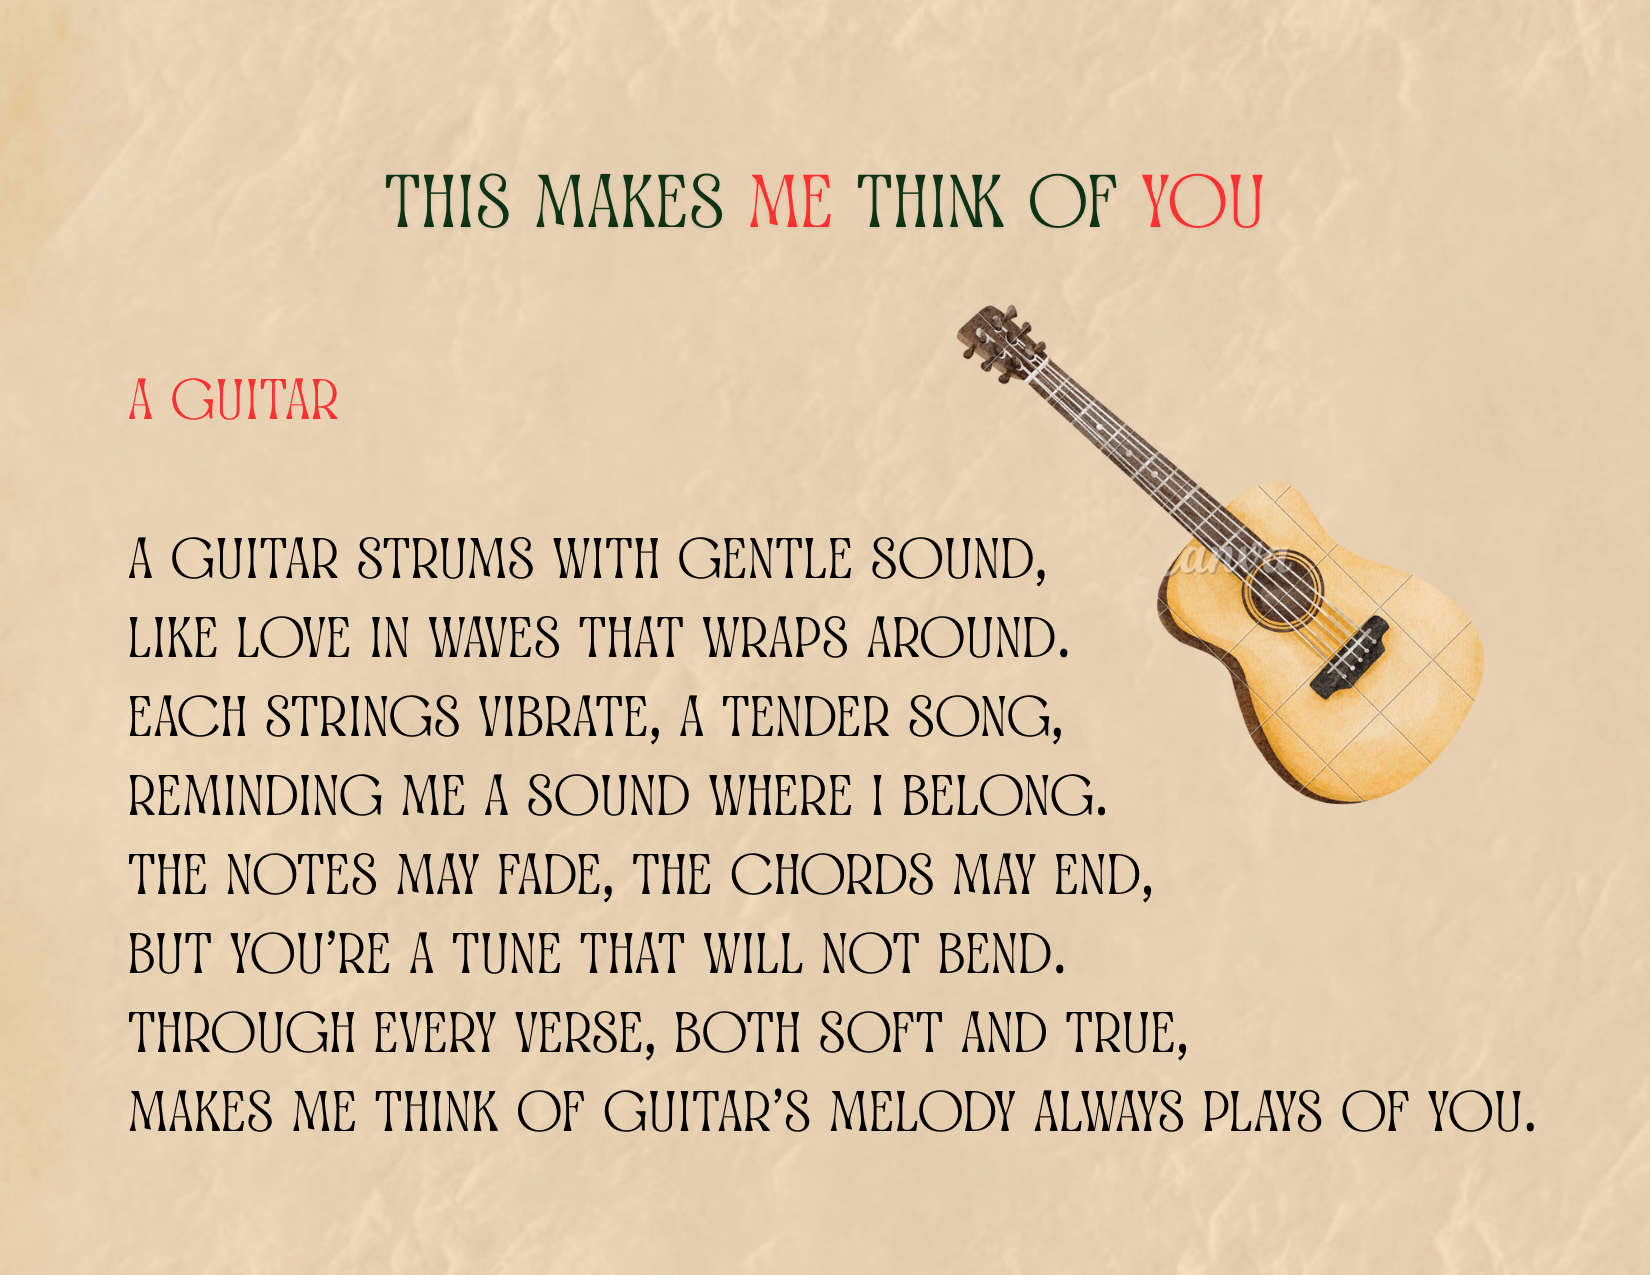 THIS MAKES ME THINK OF YOU
A GUITAR
A GUITAR STRUMS WITH GENTLE SOUND,
LIKE LOVE IN WAVES THAT WRAPS AROUND.
EACH STRINGS VIBRATE, A TENDER SONG,
REMINDING ME A SOUND WHERE I BELONG.
THE NOTES MAY FADE, THE CHORDS MAY END,
BUT YOU'RE A TUNE THAT WILL NOT BEND.
THROUGH EVERY VERSE, BOTH SOFT AND TRUE,
MAKES ME THINK OF GUITAR'S MELODY ALWAYS PLAYS OF YOU.
Canva